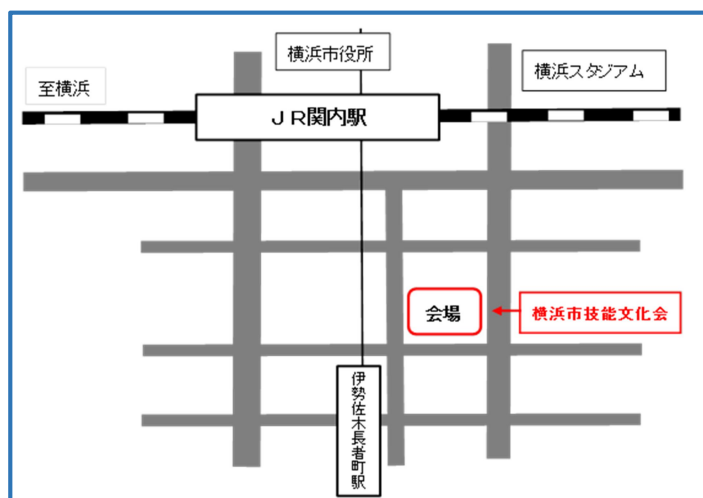 横浜市役所
横浜スタジアム
至横浜
ＪＲ関内駅
会場
横浜市技能文化会
伊勢佐木長者町駅